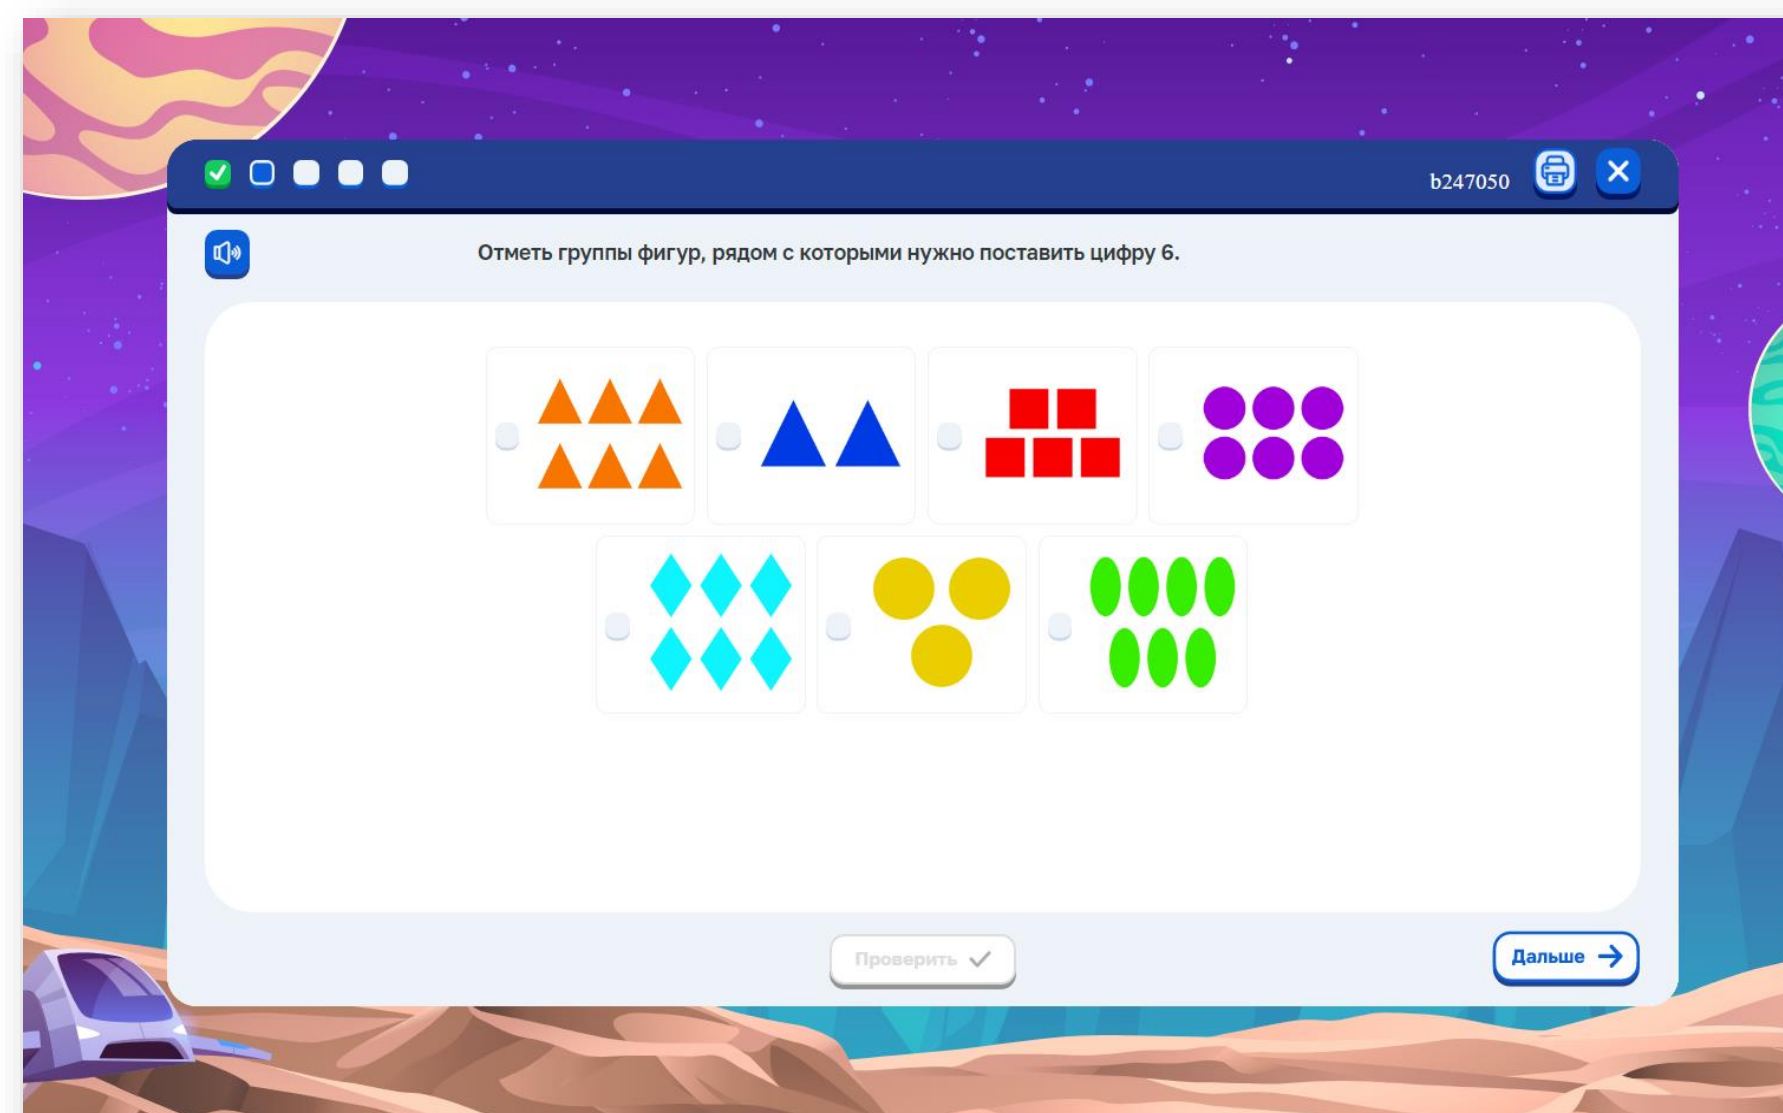 b247050
Отметь группы фигур, рядом с которыми нужно поставить цифру 6.
Проверить
Дальше